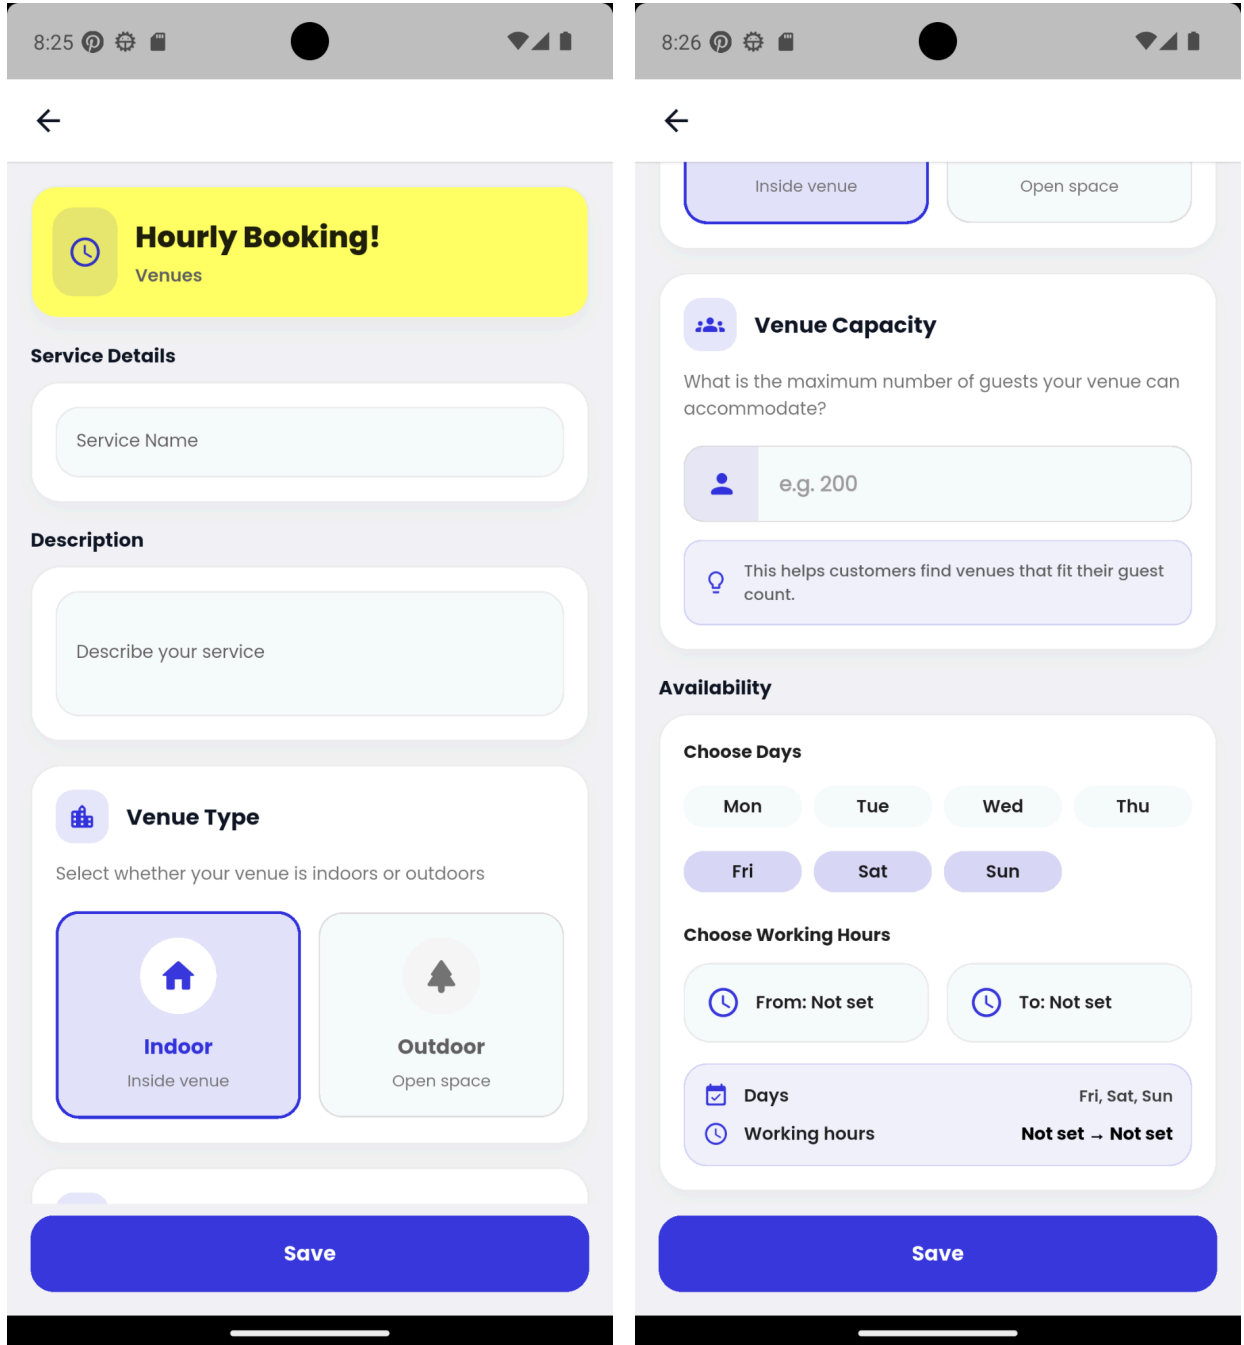 8:25
Hourly Booking!
Venues
Service Details
Service Name
Description
Describe your service
Venue Type
Select whether your venue is indoors or outdoors
Indoor
Inside venue
Outdoor
Open space
Save
8:26
Inside venue
Open space
Venue Capacity
What is the maximum number of guests your venue can
accommodate?
e.g. 200
This helps customers find venues that fit their guest
count.
Availability
Choose Days
Mon Tue Wed Thu
Fri Sat Sun
Choose Working Hours
From: Not set
To: Not set
Days Fri, Sat, Sun
Working hours Not set → Not set
Save